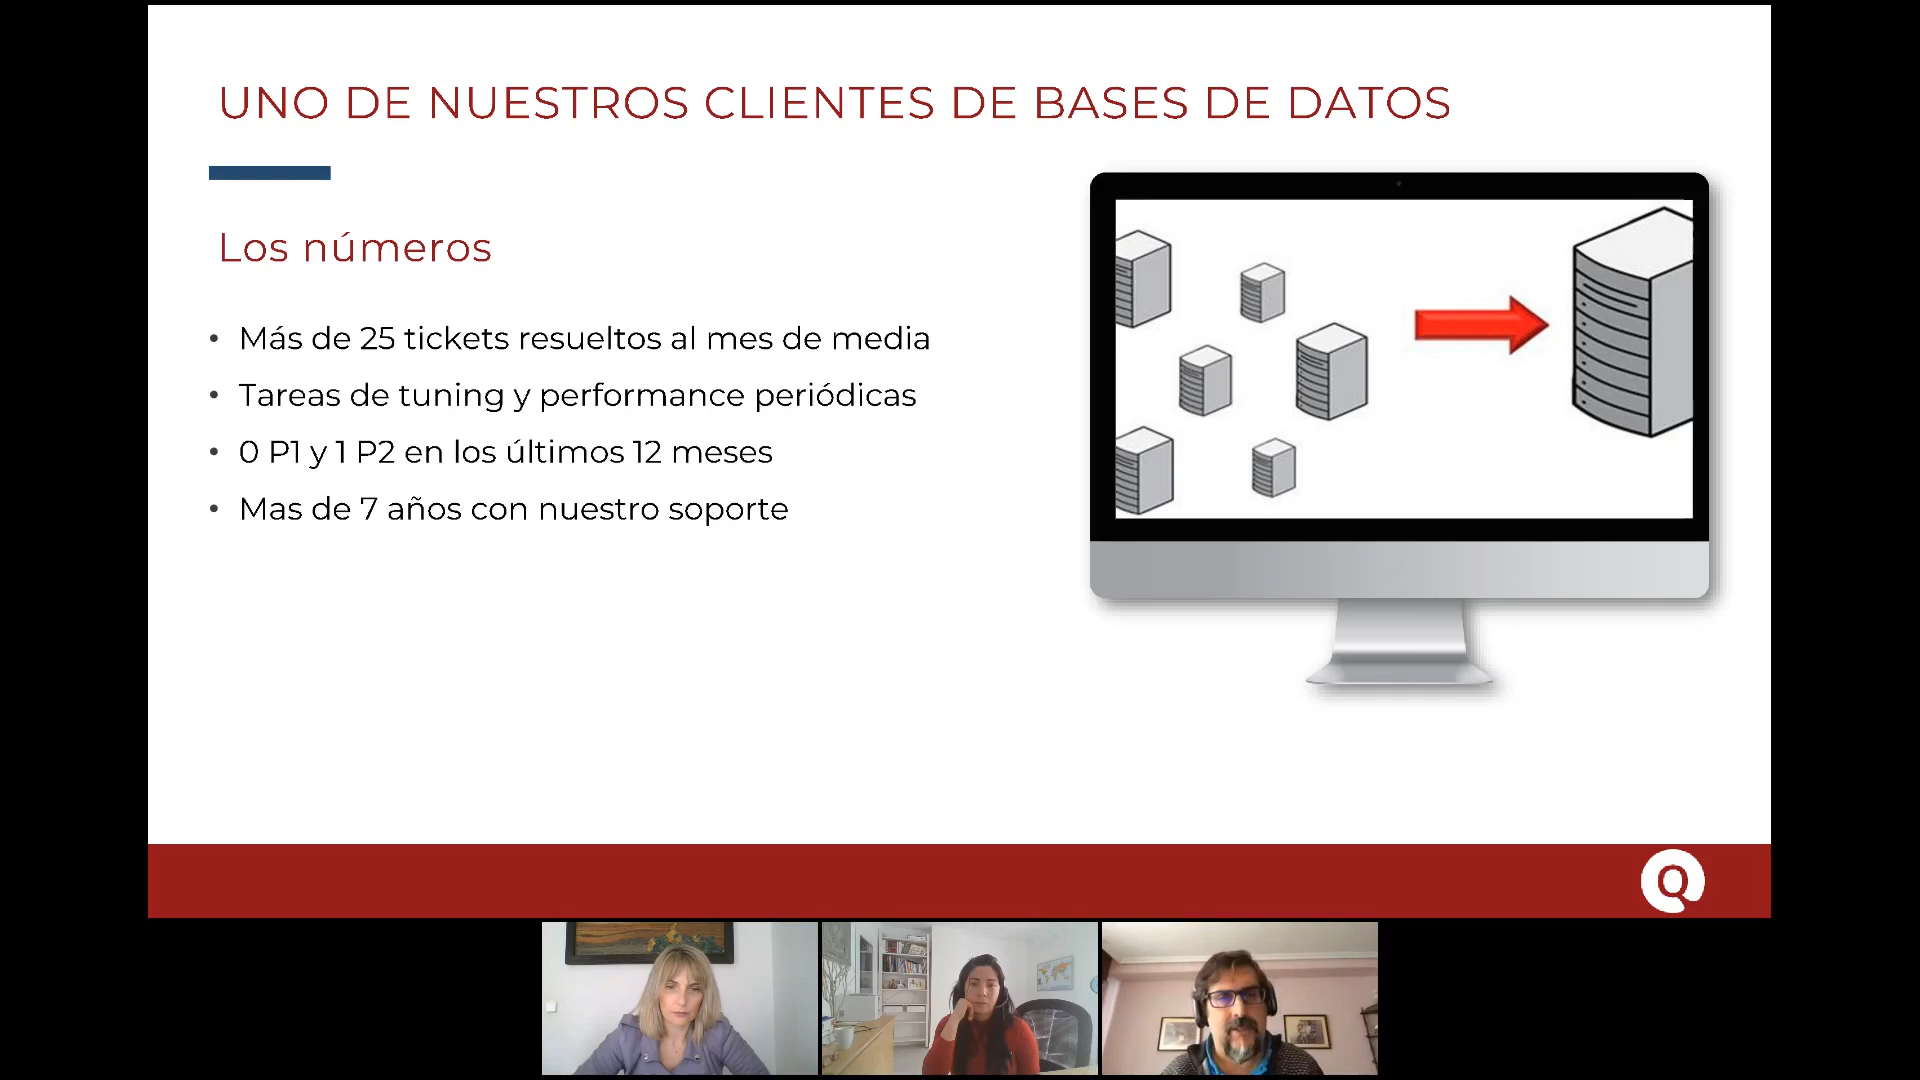 UNO DE NUESTROS CLIENTES DE BASES DE DATOS
Los números
• Más de 25 tickets resueltos al mes de media
• Tareas de tuning y performance periódicas
• 0 P1 y 1 P2 en los últimos 12 meses
• Mas de 7 años con nuestro soporte
Q